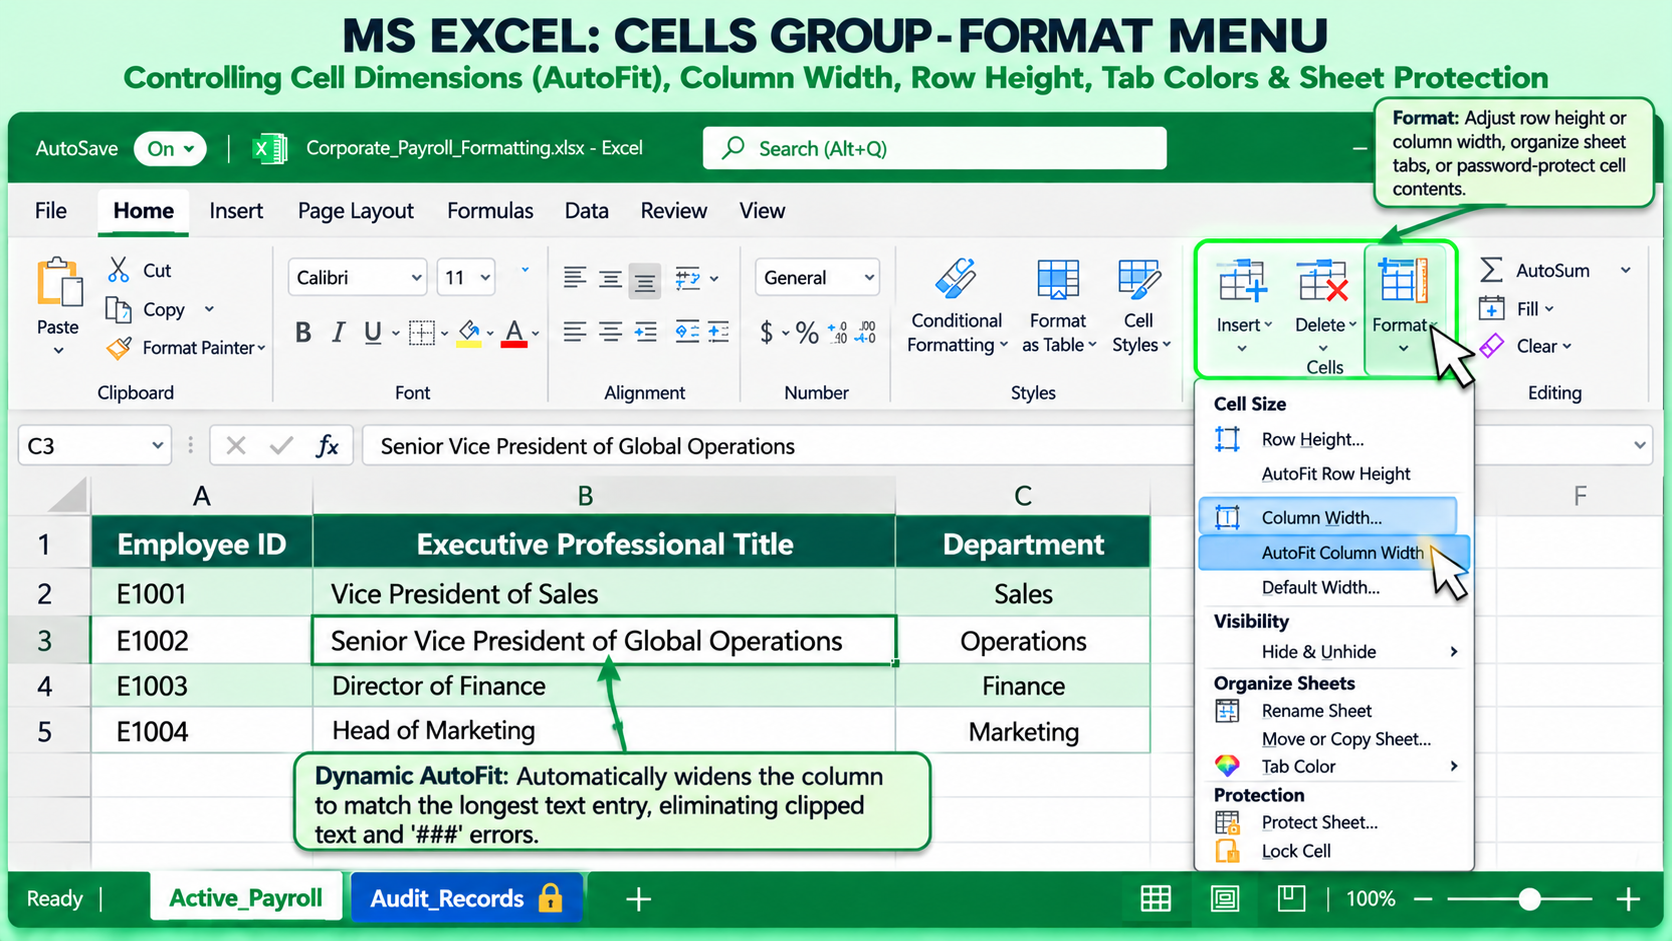 MS EXCEL: CELLS GROUP-FORMAT MENU
Controlling Cell Dimensions (AutoFit), Column Width, Row Height, Tab Colors & Sheet Protection
Format: Adjust row height or
column width, organize sheet
tabs, or password-protect cell
contents.
AutoSave On Corporate_Payroll_Formatting.xlsx - Excel Search (Alt+Q)
File Home Insert Page Layout Formulas Data Review View
Paste
Cut
Copy
Format Painter
Clipboard
Calibri 11
B I U A
Font
Alignment
General
$ % .0 .00
Number
Conditional
Formatting
Format
as Table
Cell
Styles
Styles
Insert Delete Format
Cells
AutoSum
Fill
Clear
Editing
C3 fx Senior Vice President of Global Operations
A B C F
1 Employee ID Executive Professional Title Department
2 E1001 Vice President of Sales Sales
3 E1002 Senior Vice President of Global Operations Operations
4 E1003 Director of Finance Finance
5 E1004 Head of Marketing Marketing
Dynamic AutoFit: Automatically widens the column
to match the longest text entry, eliminating clipped
text and '###' errors.
Cell Size
Row Height...
AutoFit Row Height
Column Width...
AutoFit Column Width
Default Width...
Visibility
Hide & Unhide
Organize Sheets
Rename Sheet
Move or Copy Sheet...
Tab Color
Protection
Protect Sheet...
Lock Cell
Ready Active_Payroll Audit_Records 100%